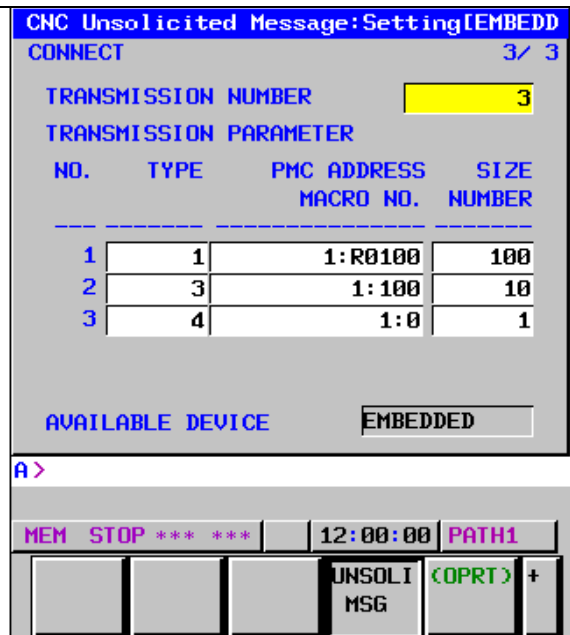 CNC Unsolicited Message:Setting[EMBEDD
CONNECT 3/ 3
TRANSMISSION NUMBER 3
TRANSMISSION PARAMETER
NO. TYPE PMC ADDRESS SIZE
MACRO NO. NUMBER
--- ------- --------------- -------
1 1 1:R0100 100
2 3 1:100 10
3 4 1:0 1
AVAILABLE DEVICE EMBEDDED
A>
MEM STOP *** *** 12:00:00 PATH1
UNSOLI (OPRT) +
MSG